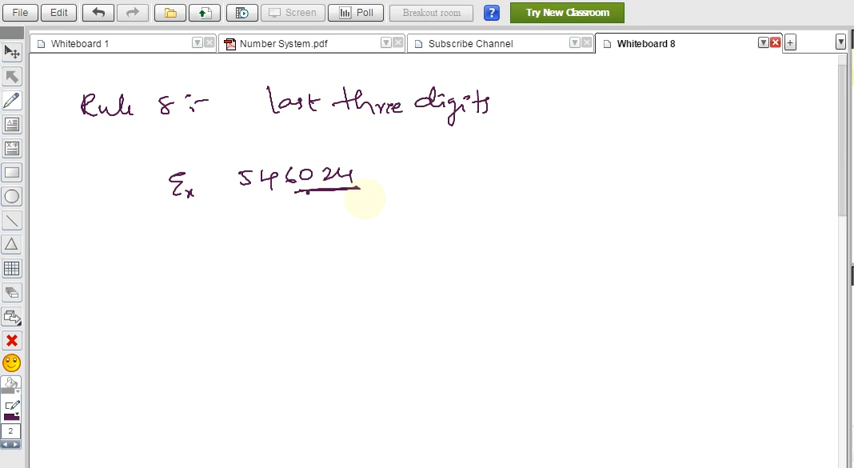 File Edit Screen Poll Breakout room ? Try New Classroom
Whiteboard 1 Number System.pdf Subscribe Channel Whiteboard 8
Rule 8 :- last three digits
Ex 546024
2